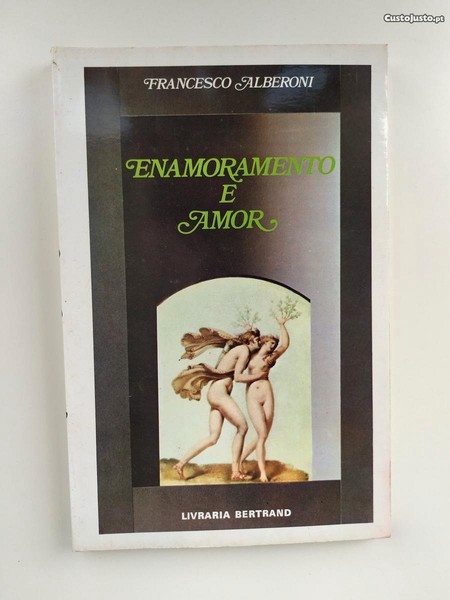 CustoJusto.pt
FRANCESCO ALBERONI
ENAMORAMENTO
E
AMOR
LIVRARIA BERTRAND